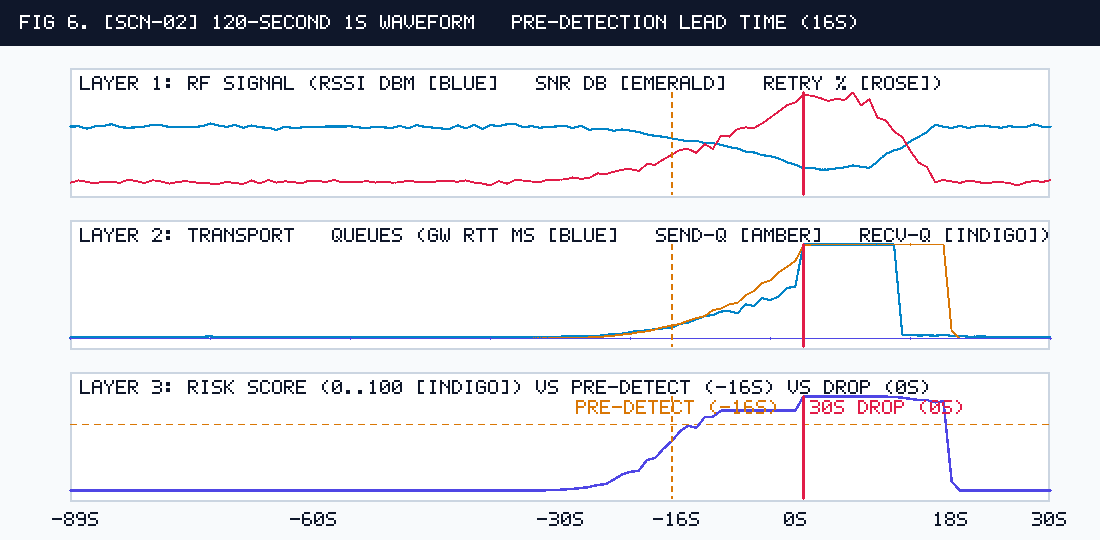 FIG 6. [SCN-02] 120-SECOND 1S WAVEFORM PRE-DETECTION LEAD TIME (16S)
LAYER 1: RF SIGNAL (RSSI DBM [BLUE] SNR DB [EMERALD] RETRY % [ROSE])
LAYER 2: TRANSPORT QUEUES (GW RTT MS [BLUE] SEND-Q [AMBER] RECV-Q [INDIGO])
LAYER 3: RISK SCORE (0..100 [INDIGO]) VS PRE-DETECT (-16S) VS DROP (0S)
PRE-DETECT (-16S) 30S DROP (0S)
-89S -60S -30S -16S 0S 18S 30S